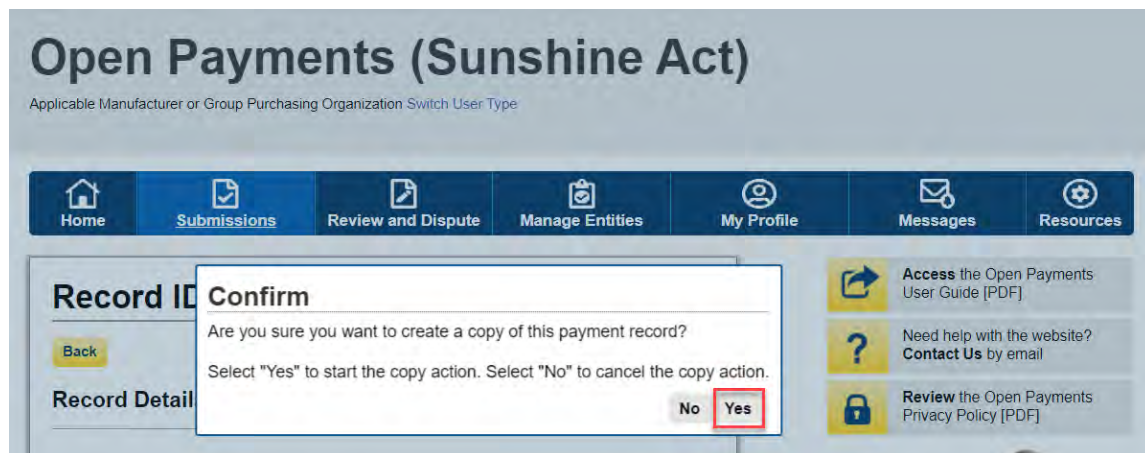 Open Payments (Sunshine Act)
Applicable Manufacturer or Group Purchasing Organization Switch User Type
Home Submissions Review and Dispute Manage Entities My Profile Messages Resources
Record ID
Back
Record Detail
Confirm
Are you sure you want to create a copy of this payment record?
Select "Yes" to start the copy action. Select "No" to cancel the copy action.
No Yes
Access the Open Payments
User Guide [PDF]
?
Need help with the website?
Contact Us by email
Review the Open Payments
Privacy Policy [PDF]